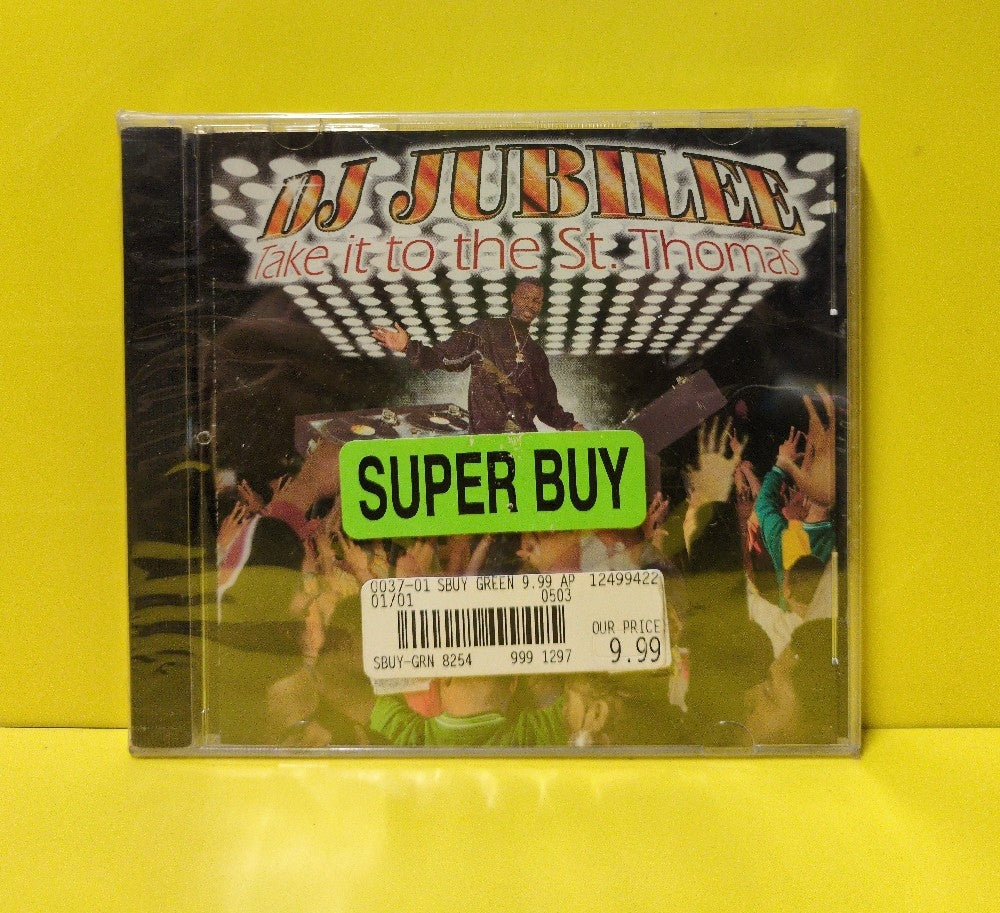 DJ JUBILEE
Take it to the St. Thomas
SUPER BUY
0037-01 SBUY GREEN 9.99 AP 12499422
01/01 0503
OUR PRICE
9.99
SBUY-GRN 8254 999 1297